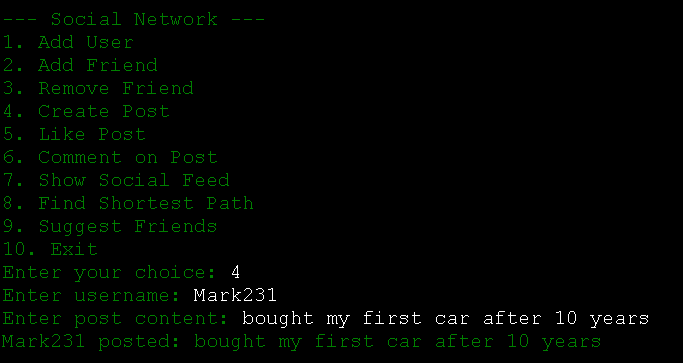 --- Social Network ---
1. Add User
2. Add Friend
3. Remove Friend
4. Create Post
5. Like Post
6. Comment on Post
7. Show Social Feed
8. Find Shortest Path
9. Suggest Friends
10. Exit
Enter your choice: 4
Enter username: Mark231
Enter post content: bought my first car after 10 years
Mark231 posted: bought my first car after 10 years